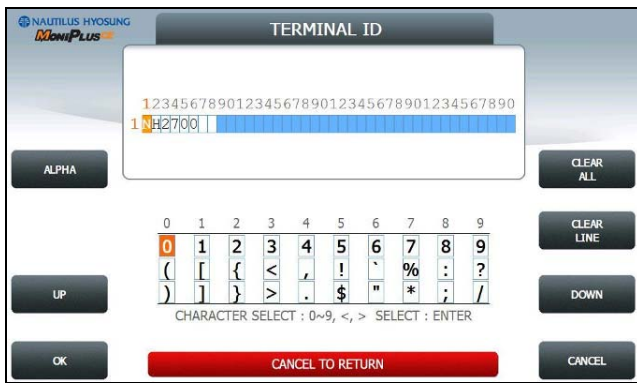 NAUTILUS HYOSUNG
MoniPlusCE
TERMINAL ID
1234567890123456789012345678901234567890
1 NH2700
ALPHA
CLEAR ALL
0 1 2 3 4 5 6 7 8 9
0 1 2 3 4 5 6 7 8 9
( [ { < , ! ` % : ?
) ] } > . $ " * ; /
CLEAR LINE
UP
DOWN
CHARACTER SELECT : 0~9, <, > SELECT : ENTER
OK
CANCEL TO RETURN
CANCEL